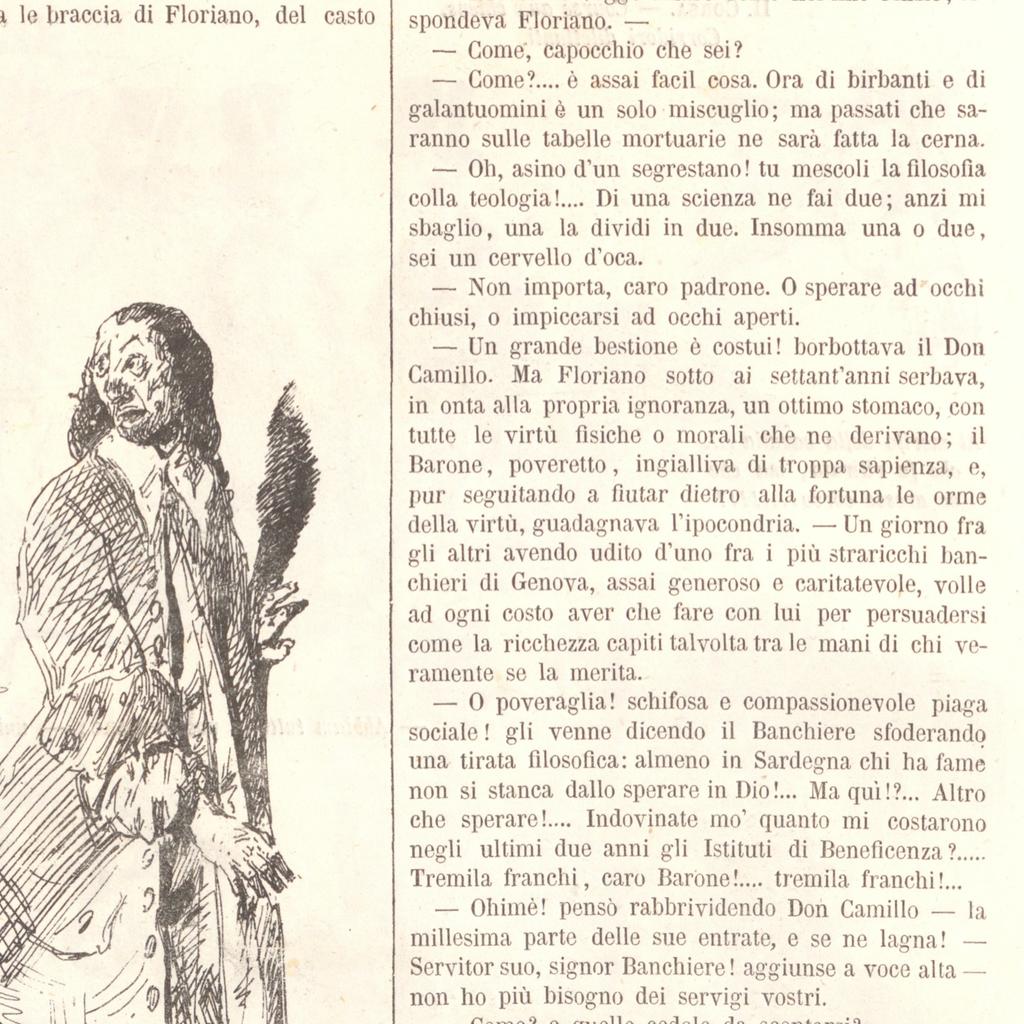 le braccia di Floriano, del casto
spondeva Floriano. —
— Come, capocchio che sei?
— Come?.... è assai facil cosa. Ora di birbanti e di
galantuomini è un solo miscuglio; ma passati che sa-
ranno sulle tabelle mortuarie ne sarà fatta la cerna.
— Oh, asino d'un segrestano! tu mescoli la filosofia
colla teologia!.... Di una scienza ne fai due; anzi mi
sbaglio, una la dividi in due. Insomma una o due,
sei un cervello d'oca.
— Non importa, caro padrone. O sperare ad occhi
chiusi, o impiccarsi ad occhi aperti.
— Un grande bestione è costui! borbottava il Don
Camillo. Ma Floriano sotto ai settant'anni serbava,
in onta alla propria ignoranza, un ottimo stomaco, con
tutte le virtù fisiche o morali che ne derivano; il
Barone, poveretto, ingialliva di troppa sapienza, e,
pur seguitando a fiutar dietro alla fortuna le orme
della virtù, guadagnava l'ipocondria. — Un giorno fra
gli altri avendo udito d'uno fra i più straricchi ban-
chieri di Genova, assai generoso e caritatevole, volle
ad ogni costo aver che fare con lui per persuadersi
come la ricchezza capiti talvolta tra le mani di chi ve-
ramente se la merita.
— O poveraglia! schifosa e compassionevole piaga
sociale! gli venne dicendo il Banchiere sfoderando
una tirata filosofica: almeno in Sardegna chi ha fame
non si stanca dallo sperare in Dio!... Ma quì!?... Altro
che sperare!.... Indovinate mo' quanto mi costarono
negli ultimi due anni gli Istituti di Beneficenza?.....
Tremila franchi, caro Barone!.... tremila franchi!...
— Ohimè! pensò rabbrividendo Don Camillo — la
millesima parte delle sue entrate, e se ne lagna! —
Servitor suo, signor Banchiere! aggiunse a voce alta —
non ho più bisogno dei servigi vostri.